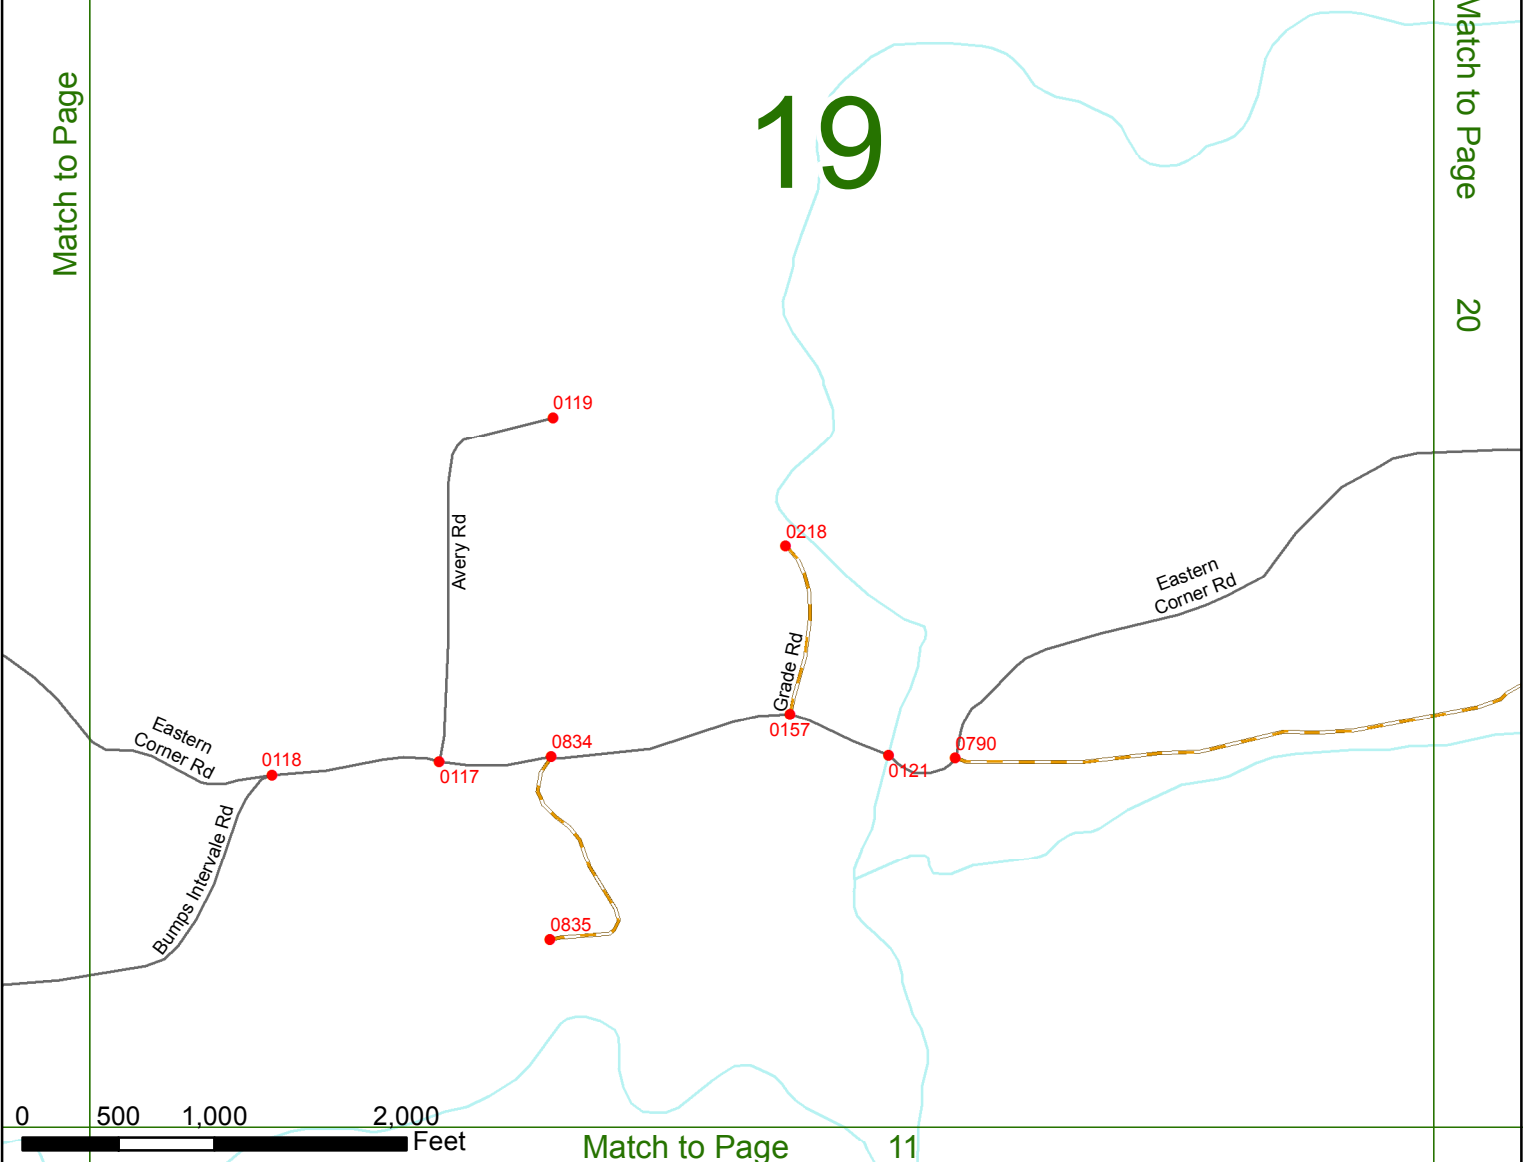 Match to Page
19
Match to Page 20
0119
Avery Rd
0218
Grade Rd
0157
Eastern
Corner Rd
Eastern
Corner Rd
0118
0117
0834
0121
0790
Bumps Intervale Rd
0835
0 500 1,000 2,000
Feet
Match to Page 11